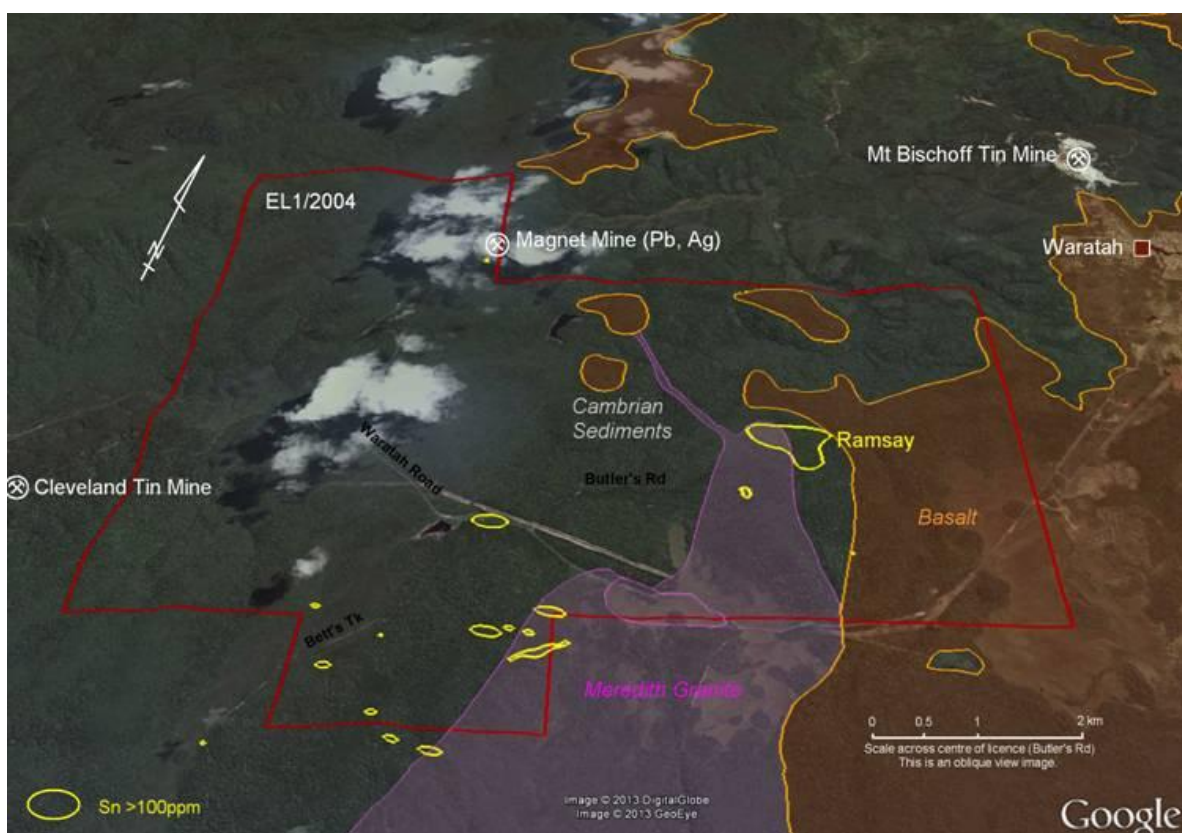 Mt Bischoff Tin Mine
EL1/2004
N
Magnet Mine (Pb, Ag)
Waratah
Cambrian
Sediments
Ramsay
Waratah Road
Butler's Rd
Cleveland Tin Mine
Basalt
Bett's Tk
Meredith Granite
0 0.5 1 2 km
Scale across centre of licence (Butler's Rd)
This is an oblique view image.
Sn >100ppm
Image © 2013 DigitalGlobe
Image © 2013 GeoEye
Google